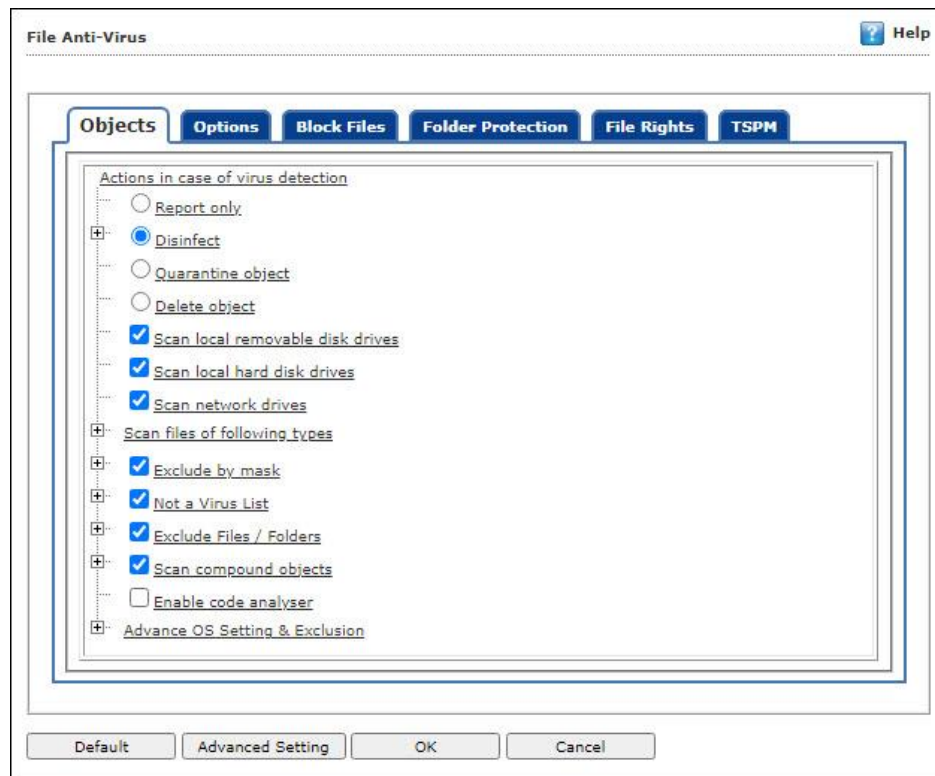 File Anti-Virus
Help
Objects
Options
Block Files
Folder Protection
File Rights
TSPM
Actions in case of virus detection
Report only
Disinfect
Quarantine object
Delete object
Scan local removable disk drives
Scan local hard disk drives
Scan network drives
Scan files of following types
Exclude by mask
Not a Virus List
Exclude Files / Folders
Scan compound objects
Enable code analyser
Advance OS Setting & Exclusion
Default
Advanced Setting
OK
Cancel